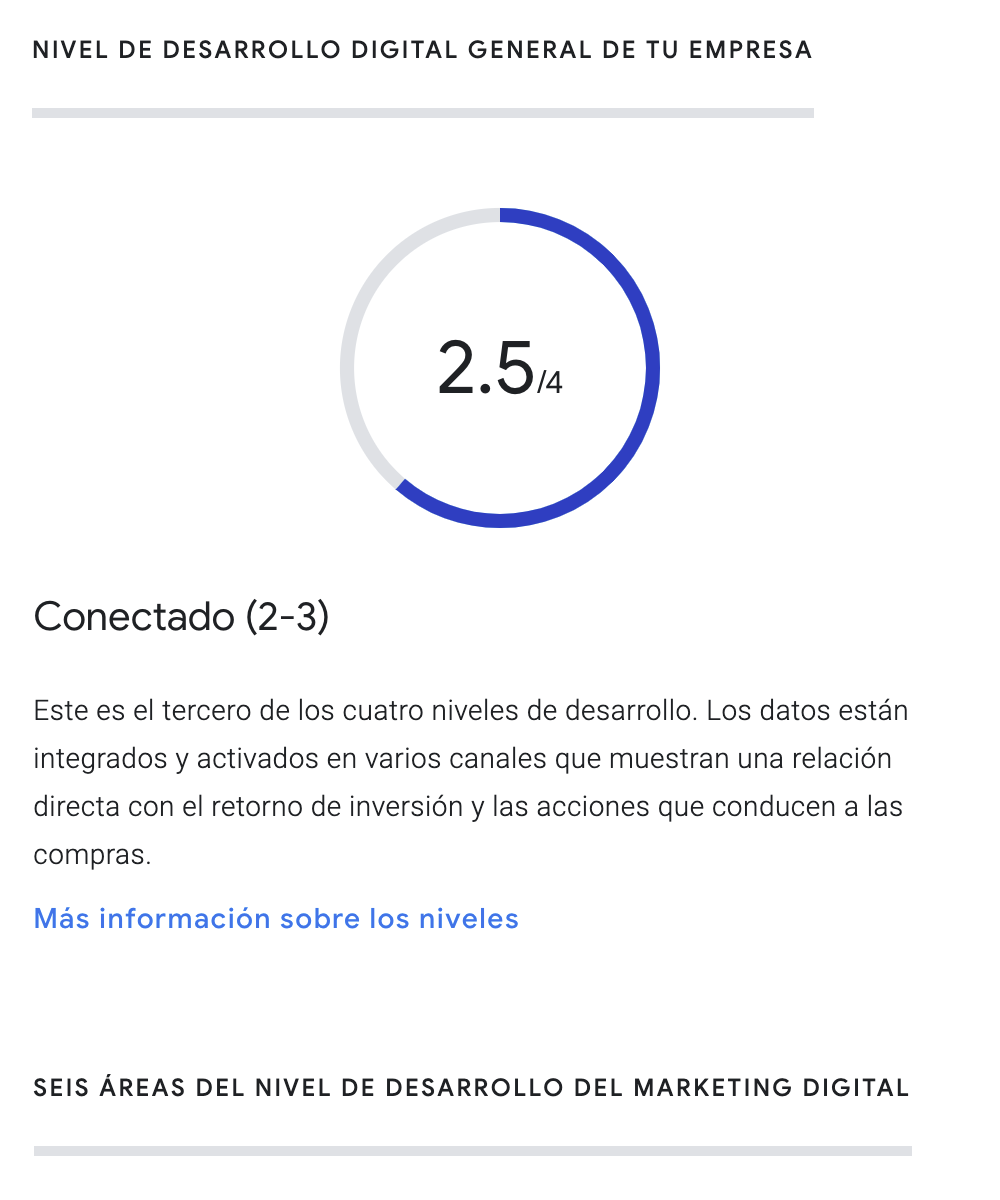 NIVEL DE DESARROLLO DIGITAL GENERAL DE TU EMPRESA
2.5/4
Conectado (2-3)
Este es el tercero de los cuatro niveles de desarrollo. Los datos están
integrados y activados en varios canales que muestran una relación
directa con el retorno de inversión y las acciones que conducen a las
compras.
Más información sobre los niveles
SEIS ÁREAS DEL NIVEL DE DESARROLLO DEL MARKETING DIGITAL